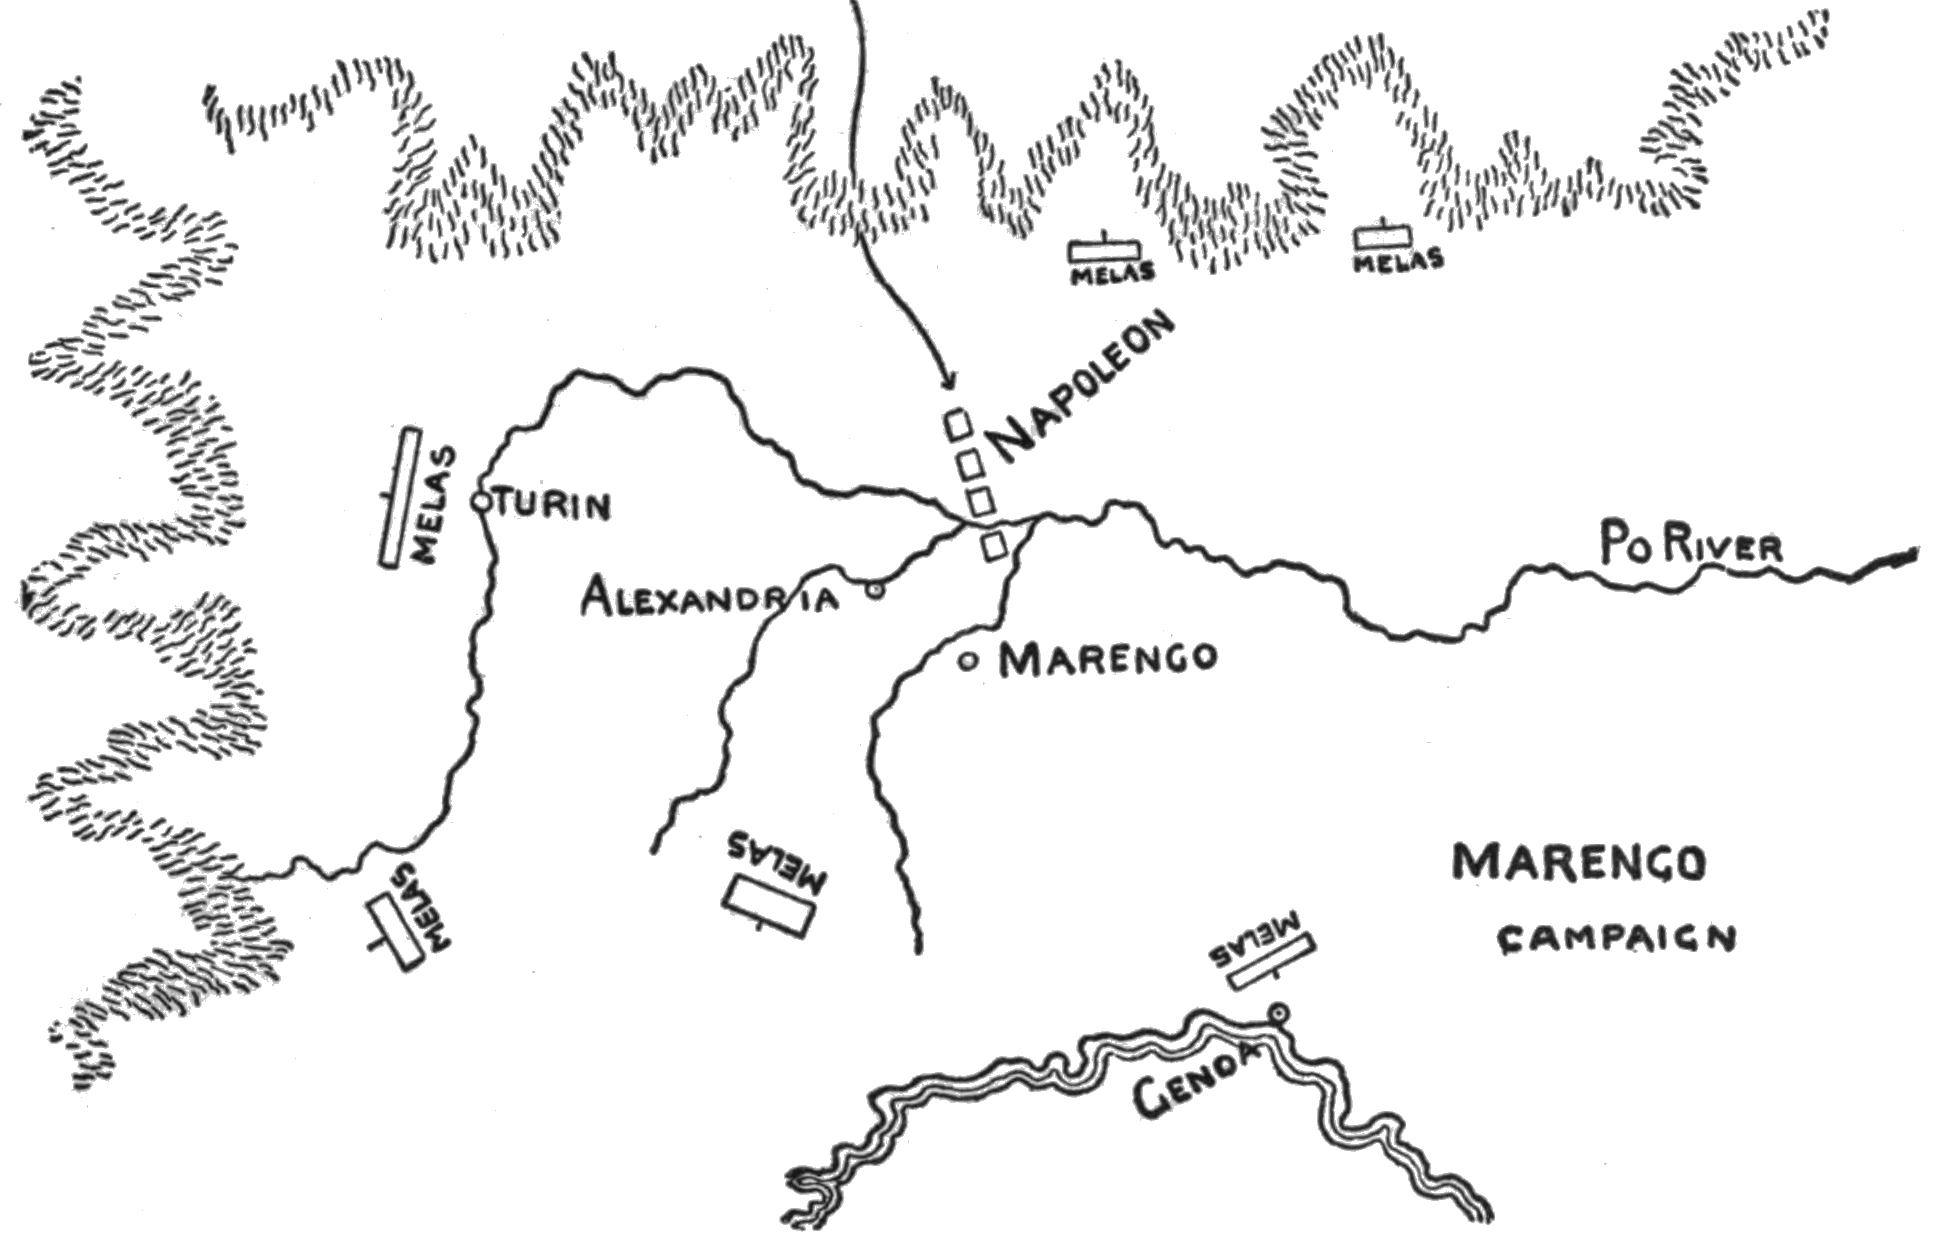 MELAS
MELAS
NAPOLEON
MELAS
TURIN
PO RIVER
ALEXANDRIA
MARENGO
MELAS
MELAS
MARENGO
CAMPAIGN
MELAS
GENOA